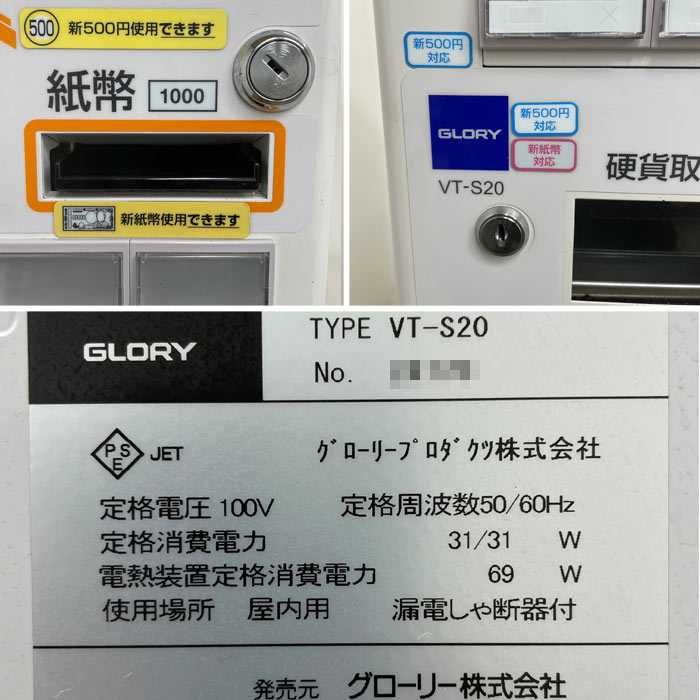 500 新500円使用できます
紙幣 1000
新紙幣使用できます
新500円
対応
GLORY
新500円
対応
新紙幣
対応
VT-S20
硬貨取
GLORY
TYPE VT-S20
No.
PSE JET
グロ-リ-プロダクツ株式会社
定格電圧 100V 定格周波数50/60Hz
定格消費電力 31/31 W
電熱装置定格消費電力 69 W
使用場所 屋内用 漏電しゃ断器付
発売元 グローリー株式会社